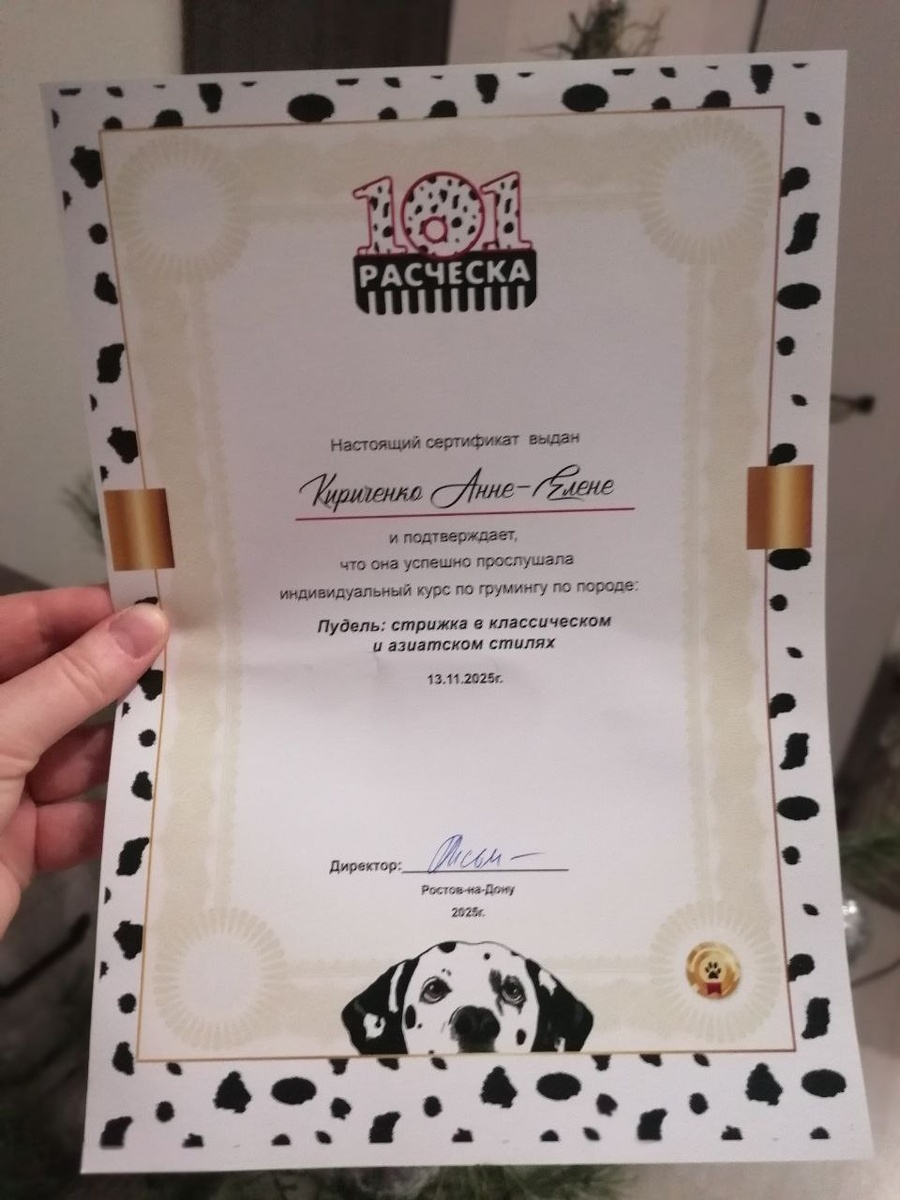 101
РАСЧЕСКА
Настоящий сертификат выдан
Кириченко Анне-Елене
и подтверждает,
что она успешно прослушала
индивидуальный курс по грумингу по породе:
Пудель: стрижка в классическом
и азиатском стилях
13.11.2025г.
Директор:
Ростов-на-Дону
2025г.